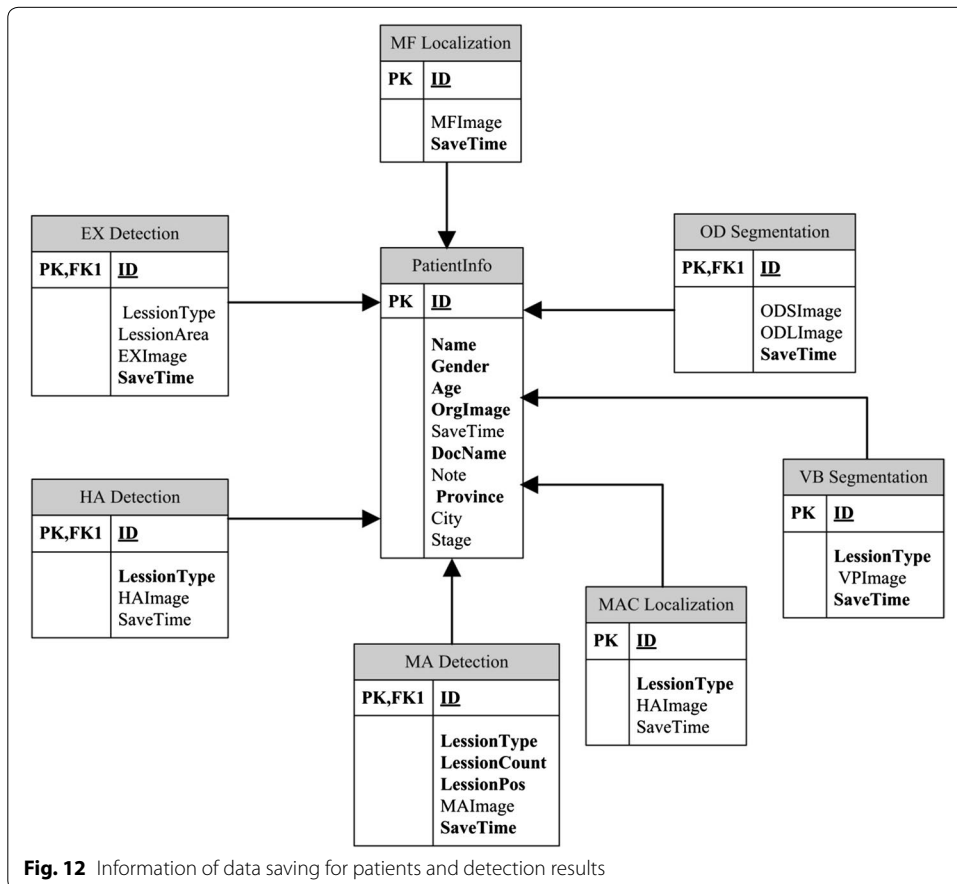 MF Localization
PK ID
MFImage
SaveTime
EX Detection
PK,FK1 ID
LessionType
LessionArea
EXImage
SaveTime
PatientInfo
PK ID
Name
Gender
Age
OrgImage
SaveTime
DocName
Note
Province
City
Stage
OD Segmentation
PK,FK1 ID
ODSImage
ODLImage
SaveTime
HA Detection
PK,FK1 ID
LessionType
HAImage
SaveTime
VB Segmentation
PK ID
LessionType
VPImage
SaveTime
MA Detection
PK,FK1 ID
LessionType
LessionCount
LessionPos
MAImage
SaveTime
MAC Localization
PK ID
LessionType
HAImage
SaveTime
Fig. 12 Information of data saving for patients and detection results